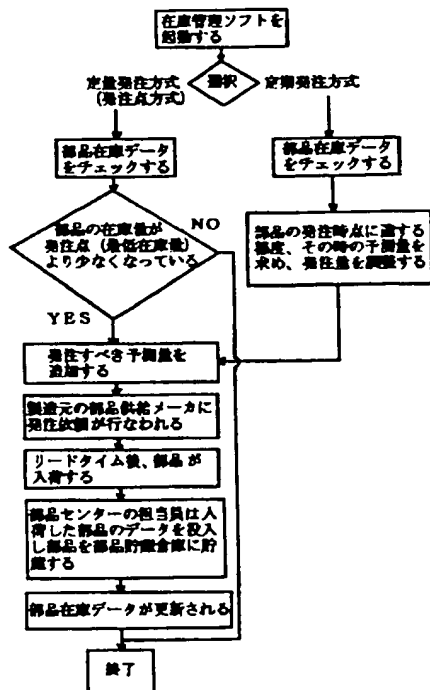 在庫管理ソフトを
起動する
選択
定量発注方式
(発注点方式)
定期発注方式
部品在庫データ
をチェックする
部品在庫データ
をチェックする
部品の在庫量が
発注点(最低在庫量)
より少なくなっている
NO
YES
部品の発注時点に達する
都度、その時の予測量を
求め、発注量を調整する
発注すべき予測量を
追加する
製造元の部品供給メーカに
発注依頼が行なわれる
リードタイム後、部品が
入荷する
部品センターの担当員は入
荷した部品のデータを投入
し部品を部品貯蔵倉庫に貯
蔵する
部品在庫データが更新される
終了